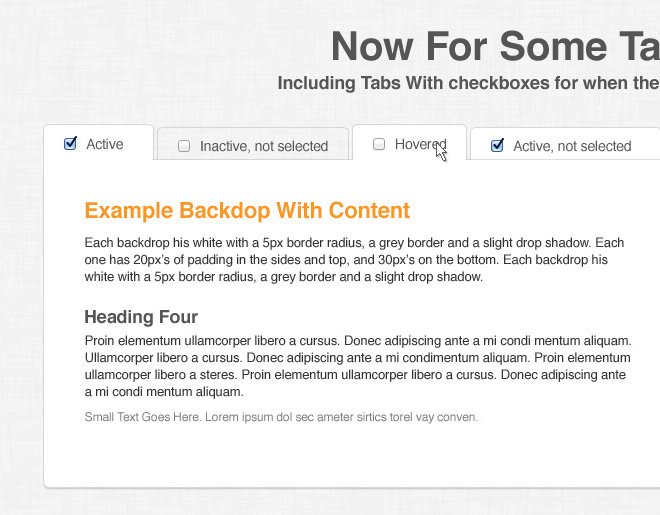 Now For Some Ta
Including Tabs With checkboxes for when the
Active
Inactive, not selected
Hovered
Active, not selected
Example Backdop With Content
Each backdrop his white with a 5px border radius, a grey border and a slight drop shadow. Each
one has 20px's of padding in the sides and top, and 30px's on the bottom. Each backdrop his
white with a 5px border radius, a grey border and a slight drop shadow.
Heading Four
Proin elementum ullamcorper libero a cursus. Donec adipiscing ante a mi condi mentum aliquam.
Ullamcorper libero a cursus. Donec adipiscing ante a mi condimentum aliquam. Proin elementum
ullamcorper libero a steres. Proin elementum ullamcorper libero a cursus. Donec adipiscing ante
a mi condi mentum aliquam.
Small Text Goes Here. Lorem ipsum dol sec ameter sirtics torel vay conven.